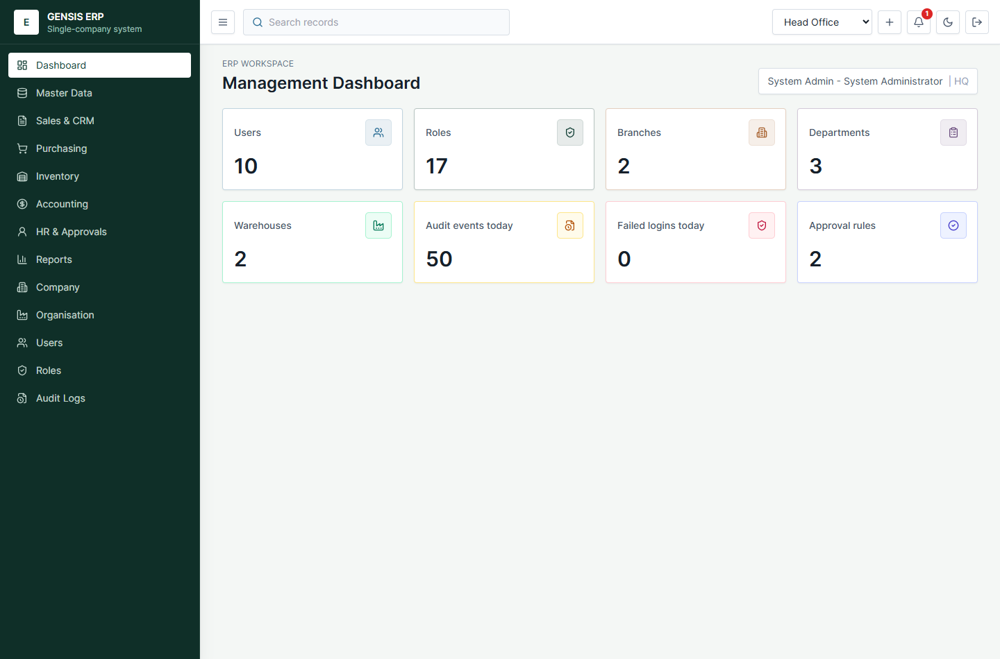 E
GENSIS ERP
Single-company system
Search records
Head Office
1
Dashboard
Master Data
Sales & CRM
Purchasing
Inventory
Accounting
HR & Approvals
Reports
Company
Organisation
Users
Roles
Audit Logs
ERP WORKSPACE
Management Dashboard
System Admin - System Administrator | HQ
Users
10
Roles
17
Branches
2
Departments
3
Warehouses
2
Audit events today
50
Failed logins today
0
Approval rules
2